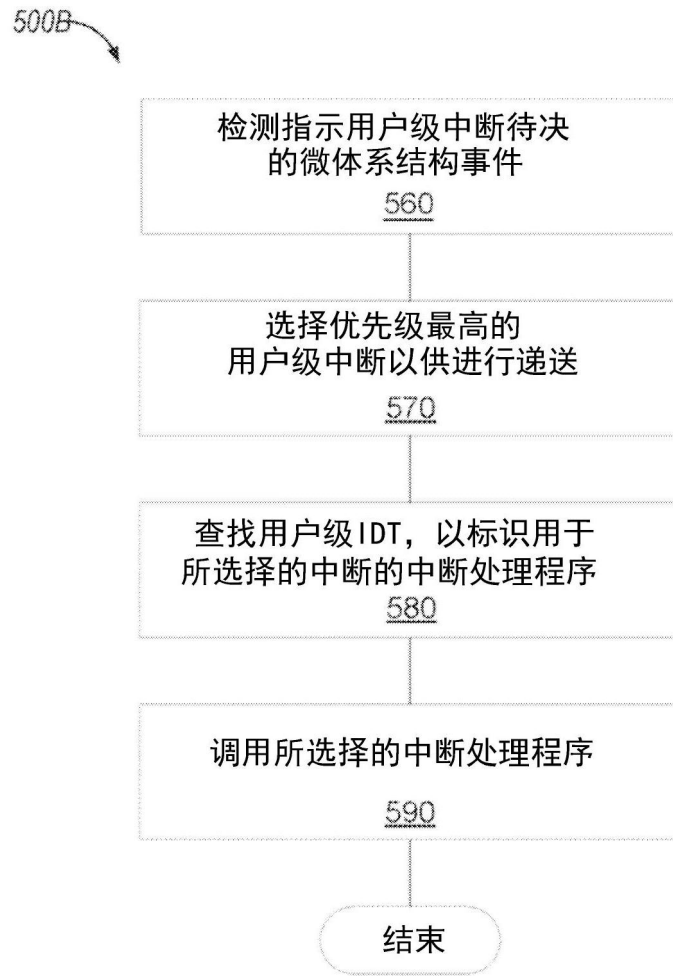 500B
检测指示用户级中断待决
的微体系结构事件
560
选择优先级最高的
用户级中断以供进行递送
570
查找用户级IDT，以标识用于
所选择的中断的中断处理程序
580
调用所选择的中断处理程序
590
结束